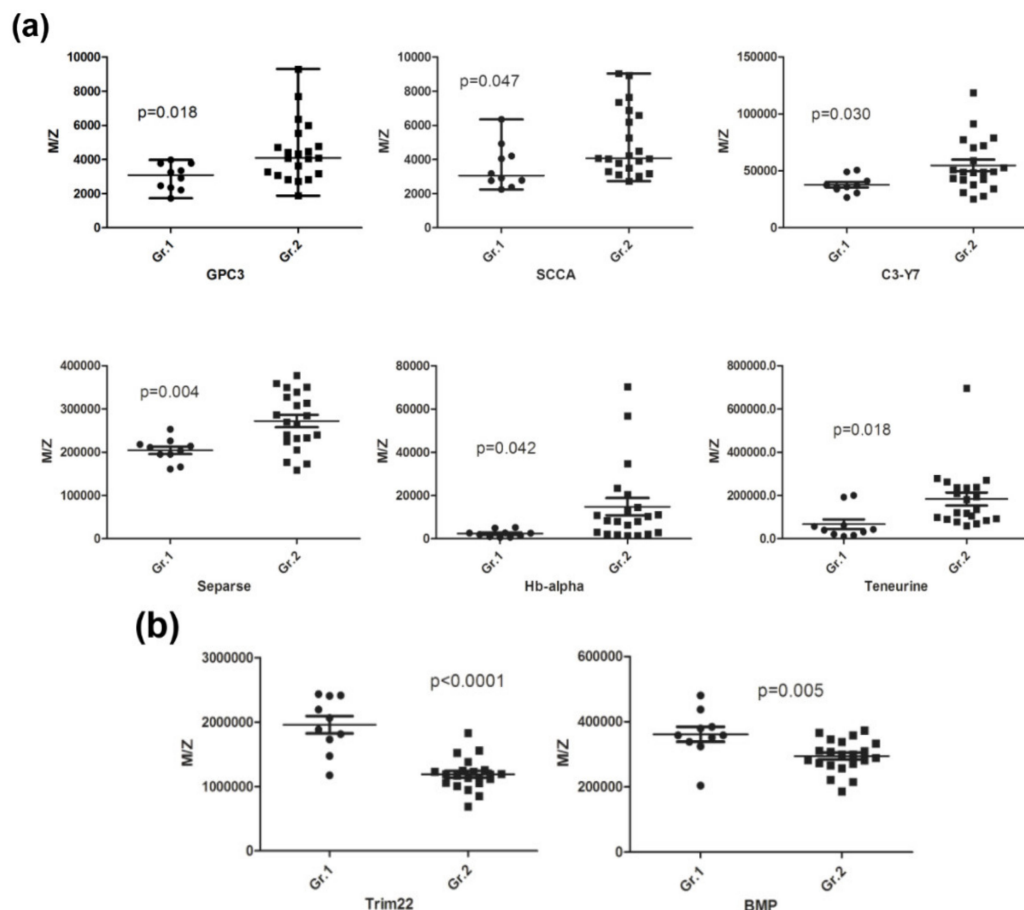 (a)
10000
8000
6000
4000
2000
0
M/Z
p=0.018
Gr.1
Gr.2
GPC3
10000
8000
6000
4000
2000
0
M/Z
p=0.047
Gr.1
Gr.2
SCCA
150000
100000
50000
0
M/Z
p=0.030
Gr.1
Gr.2
C3-Y7
400000
300000
200000
100000
0
M/Z
p=0.004
Gr.1
Gr.2
Separse
80000
60000
40000
20000
0
M/Z
p=0.042
Gr.1
Gr.2
Hb-alpha
800000.0
600000.0
400000.0
200000.0
0.0
M/Z
p=0.018
Gr.1
Gr.2
Teneurine
(b)
3000000
2000000
1000000
0
M/Z
p<0.0001
Gr.1
Gr.2
Trim22
600000
400000
200000
0
M/Z
p=0.005
Gr.1
Gr.2
BMP